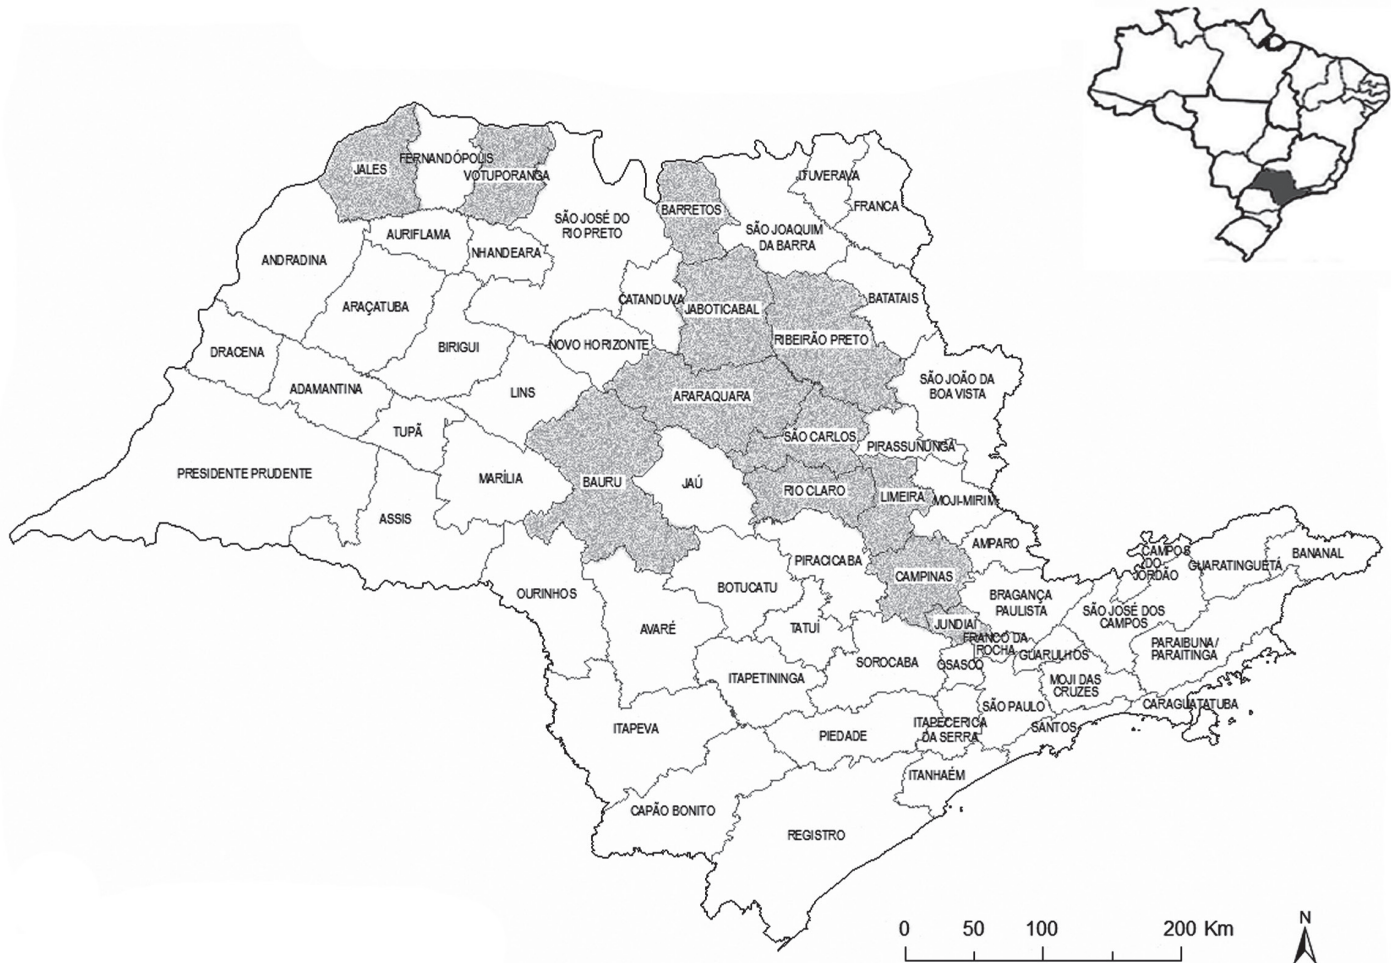 JALES
FERNANDÓPOLIS
VOTUPORANGA
ITUVERAVA
FRANCA
BARRETOS
SÃO JOSÉ DO
RIO PRETO
SÃO JOAQUIM
DA BARRA
AURIFLAMA
NHANDEARA
ANDRADINA
ARAÇATUBA
CATANDUVA
JABOTICABAL
BATATAIS
RIBEIRÃO PRETO
DRACENA
BIRIGUI
NOVO HORIZONTE
ADAMANTINA
LINS
ARARAQUARA
SÃO JOÃO DA
BOA VISTA
TUPÃ
SÃO CARLOS
PIRASSUNUNGA
PRESIDENTE PRUDENTE
MARÍLIA
BAURU
JAÚ
RIO CLARO
LIMEIRA
MOJI-MIRIM
ASSIS
AMPARO
PIRACICABA
CAMPINAS
CAMPOS
DO
JORDÃO
GUARATINGUETÁ
BANANAL
OURINHOS
BOTUCATU
BRAGANÇA
PAULISTA
SÃO JOSÉ DOS
CAMPOS
AVARÉ
TATUÍ
JUNDIAÍ
FRANCO DA
ROCHA
GUARULHOS
PARAIBUNA/
PARAITINGA
ITAPETININGA
SOROCABA
OSASCO
MOJI DAS
CRUZES
SÃO PAULO
CARAGUATATUBA
ITAPEVA
PIEDADE
ITAPECERICA
DA SERRA
SANTOS
ITANHAÉM
CAPÃO BONITO
REGISTRO
0 50 100 200 Km
N